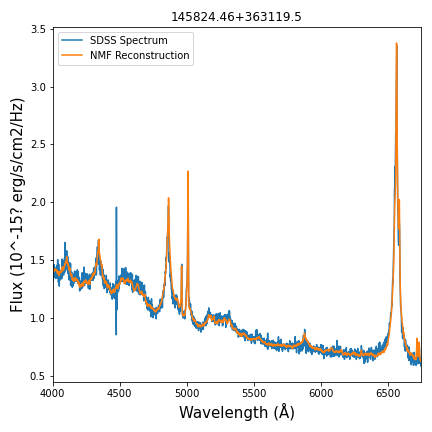 145824.46+363119.5
SDSS Spectrum
NMF Reconstruction
Flux (10^-15? erg/s/cm2/Hz)
3.5
3.0
2.5
2.0
1.5
1.0
0.5
4000 4500 5000 5500 6000 6500
Wavelength (Å)